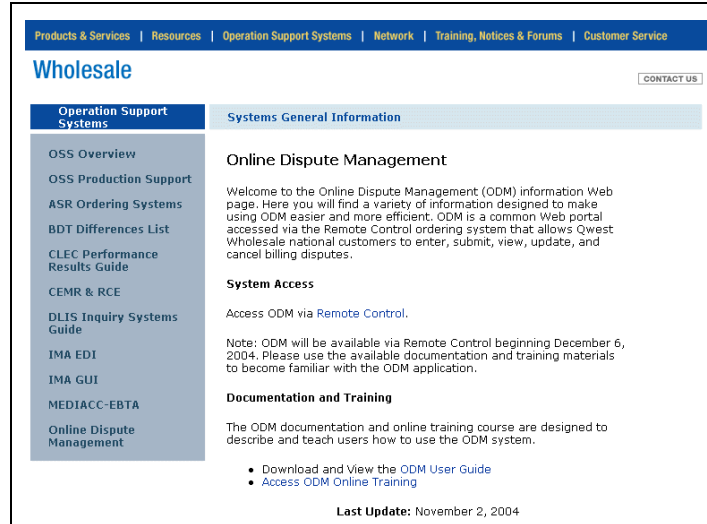 Products & Services | Resources | Operation Support Systems | Network | Training, Notices & Forums | Customer Service
Wholesale
CONTACT US
Operation Support
Systems
OSS Overview
OSS Production Support
ASR Ordering Systems
BDT Differences List
CLEC Performance
Results Guide
CEMR & RCE
DLIS Inquiry Systems
Guide
IMA EDI
IMA GUI
MEDIACC-EBTA
Online Dispute
Management
Systems General Information
Online Dispute Management
Welcome to the Online Dispute Management (ODM) information Web
page. Here you will find a variety of information designed to make
using ODM easier and more efficient. ODM is a common Web portal
accessed via the Remote Control ordering system that allows Qwest
Wholesale national customers to enter, submit, view, update, and
cancel billing disputes.
System Access
Access ODM via Remote Control.
Note: ODM will be available via Remote Control beginning December 6,
2004. Please use the available documentation and training materials
to become familiar with the ODM application.
Documentation and Training
The ODM documentation and online training course are designed to
describe and teach users how to use the ODM system.
• Download and View the ODM User Guide
• Access ODM Online Training
Last Update: November 2, 2004